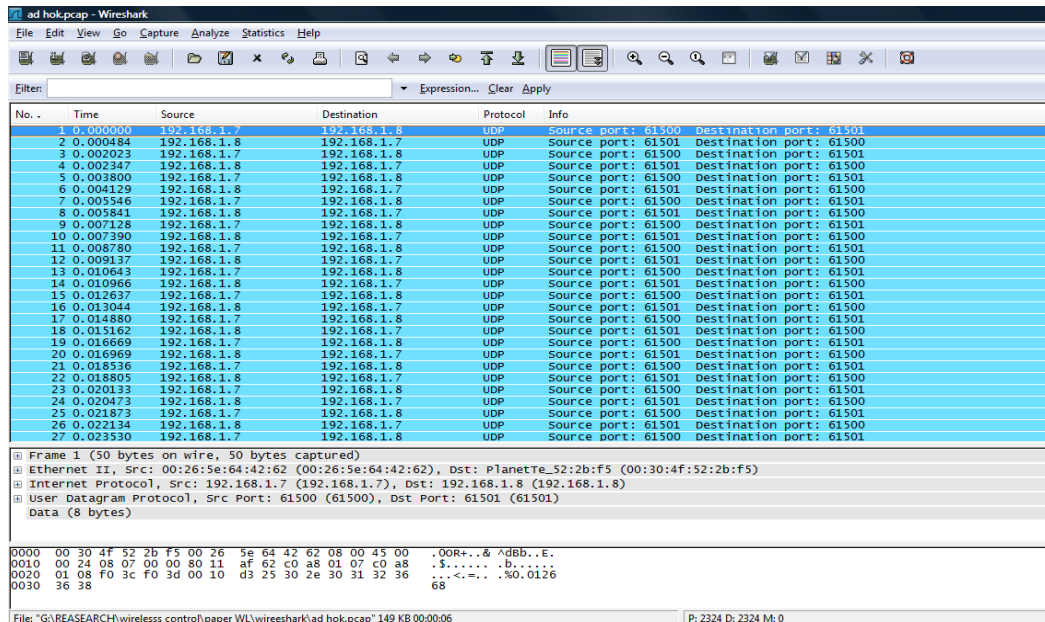 ad hok.pcap - Wireshark
File Edit View Go Capture Analyze Statistics Help
Filter: Expression... Clear Apply
No. . Time Source Destination Protocol Info
1 0.000000 192.168.1.7 192.168.1.8 UDP Source port: 61500 Destination port: 61501
2 0.000484 192.168.1.8 192.168.1.7 UDP Source port: 61501 Destination port: 61500
3 0.002023 192.168.1.7 192.168.1.8 UDP Source port: 61500 Destination port: 61501
4 0.002347 192.168.1.8 192.168.1.7 UDP Source port: 61501 Destination port: 61500
5 0.003800 192.168.1.7 192.168.1.8 UDP Source port: 61500 Destination port: 61501
6 0.004129 192.168.1.8 192.168.1.7 UDP Source port: 61501 Destination port: 61500
7 0.005546 192.168.1.7 192.168.1.8 UDP Source port: 61500 Destination port: 61501
8 0.005841 192.168.1.8 192.168.1.7 UDP Source port: 61501 Destination port: 61500
9 0.007128 192.168.1.7 192.168.1.8 UDP Source port: 61500 Destination port: 61501
10 0.007390 192.168.1.8 192.168.1.7 UDP Source port: 61501 Destination port: 61500
11 0.008780 192.168.1.7 192.168.1.8 UDP Source port: 61500 Destination port: 61501
12 0.009137 192.168.1.8 192.168.1.7 UDP Source port: 61501 Destination port: 61500
13 0.010643 192.168.1.7 192.168.1.8 UDP Source port: 61500 Destination port: 61501
14 0.010966 192.168.1.8 192.168.1.7 UDP Source port: 61501 Destination port: 61500
15 0.012637 192.168.1.7 192.168.1.8 UDP Source port: 61500 Destination port: 61501
16 0.013044 192.168.1.8 192.168.1.7 UDP Source port: 61501 Destination port: 61500
17 0.014880 192.168.1.7 192.168.1.8 UDP Source port: 61500 Destination port: 61501
18 0.015162 192.168.1.8 192.168.1.7 UDP Source port: 61501 Destination port: 61500
19 0.016669 192.168.1.7 192.168.1.8 UDP Source port: 61500 Destination port: 61501
20 0.016969 192.168.1.8 192.168.1.7 UDP Source port: 61501 Destination port: 61500
21 0.018536 192.168.1.7 192.168.1.8 UDP Source port: 61500 Destination port: 61501
22 0.018805 192.168.1.8 192.168.1.7 UDP Source port: 61501 Destination port: 61500
23 0.020133 192.168.1.7 192.168.1.8 UDP Source port: 61500 Destination port: 61501
24 0.020473 192.168.1.8 192.168.1.7 UDP Source port: 61501 Destination port: 61500
25 0.021873 192.168.1.7 192.168.1.8 UDP Source port: 61500 Destination port: 61501
26 0.022134 192.168.1.8 192.168.1.7 UDP Source port: 61501 Destination port: 61500
27 0.023530 192.168.1.7 192.168.1.8 UDP Source port: 61500 Destination port: 61501
Frame 1 (50 bytes on wire, 50 bytes captured)
Ethernet II, Src: 00:26:5e:64:42:62 (00:26:5e:64:42:62), Dst: PlanetTe_52:2b:f5 (00:30:4f:52:2b:f5)
Internet Protocol, Src: 192.168.1.7 (192.168.1.7), Dst: 192.168.1.8 (192.168.1.8)
User Datagram Protocol, Src Port: 61500 (61500), Dst Port: 61501 (61501)
Data (8 bytes)
0000 00 30 4f 52 2b f5 00 26 5e 64 42 62 08 00 45 00 .0OR+..& ^dBb..E.
0010 00 24 08 07 00 00 80 11 af 62 c0 a8 01 07 c0 a8 .$...... .b......
0020 01 08 f0 3c f0 3d 00 10 d3 25 30 2e 30 31 32 36 ...<.=.. .%0.0126
0030 36 38 68
File: "G:\REASEARCH\wirelesss control\paper WL\wireeshark\ad hok.pcap" 149 KB 00:00:06 P: 2324 D: 2324 M: 0